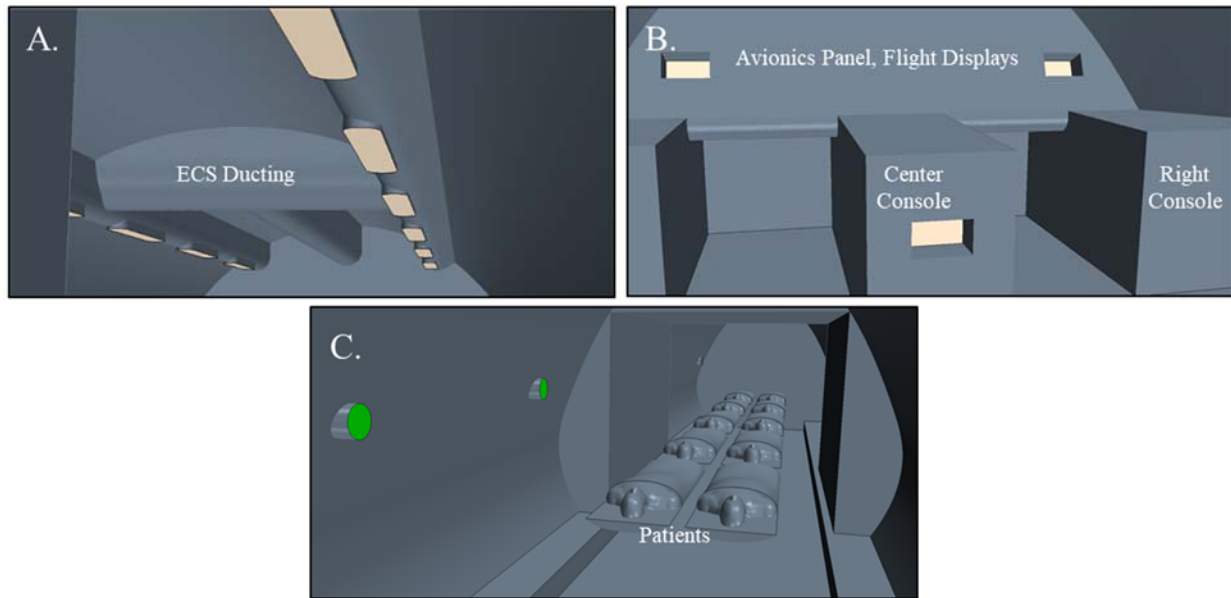 A.
ECS Ducting
B.
Avionics Panel, Flight Displays
Center
Console
Right
Console
C.
Patients